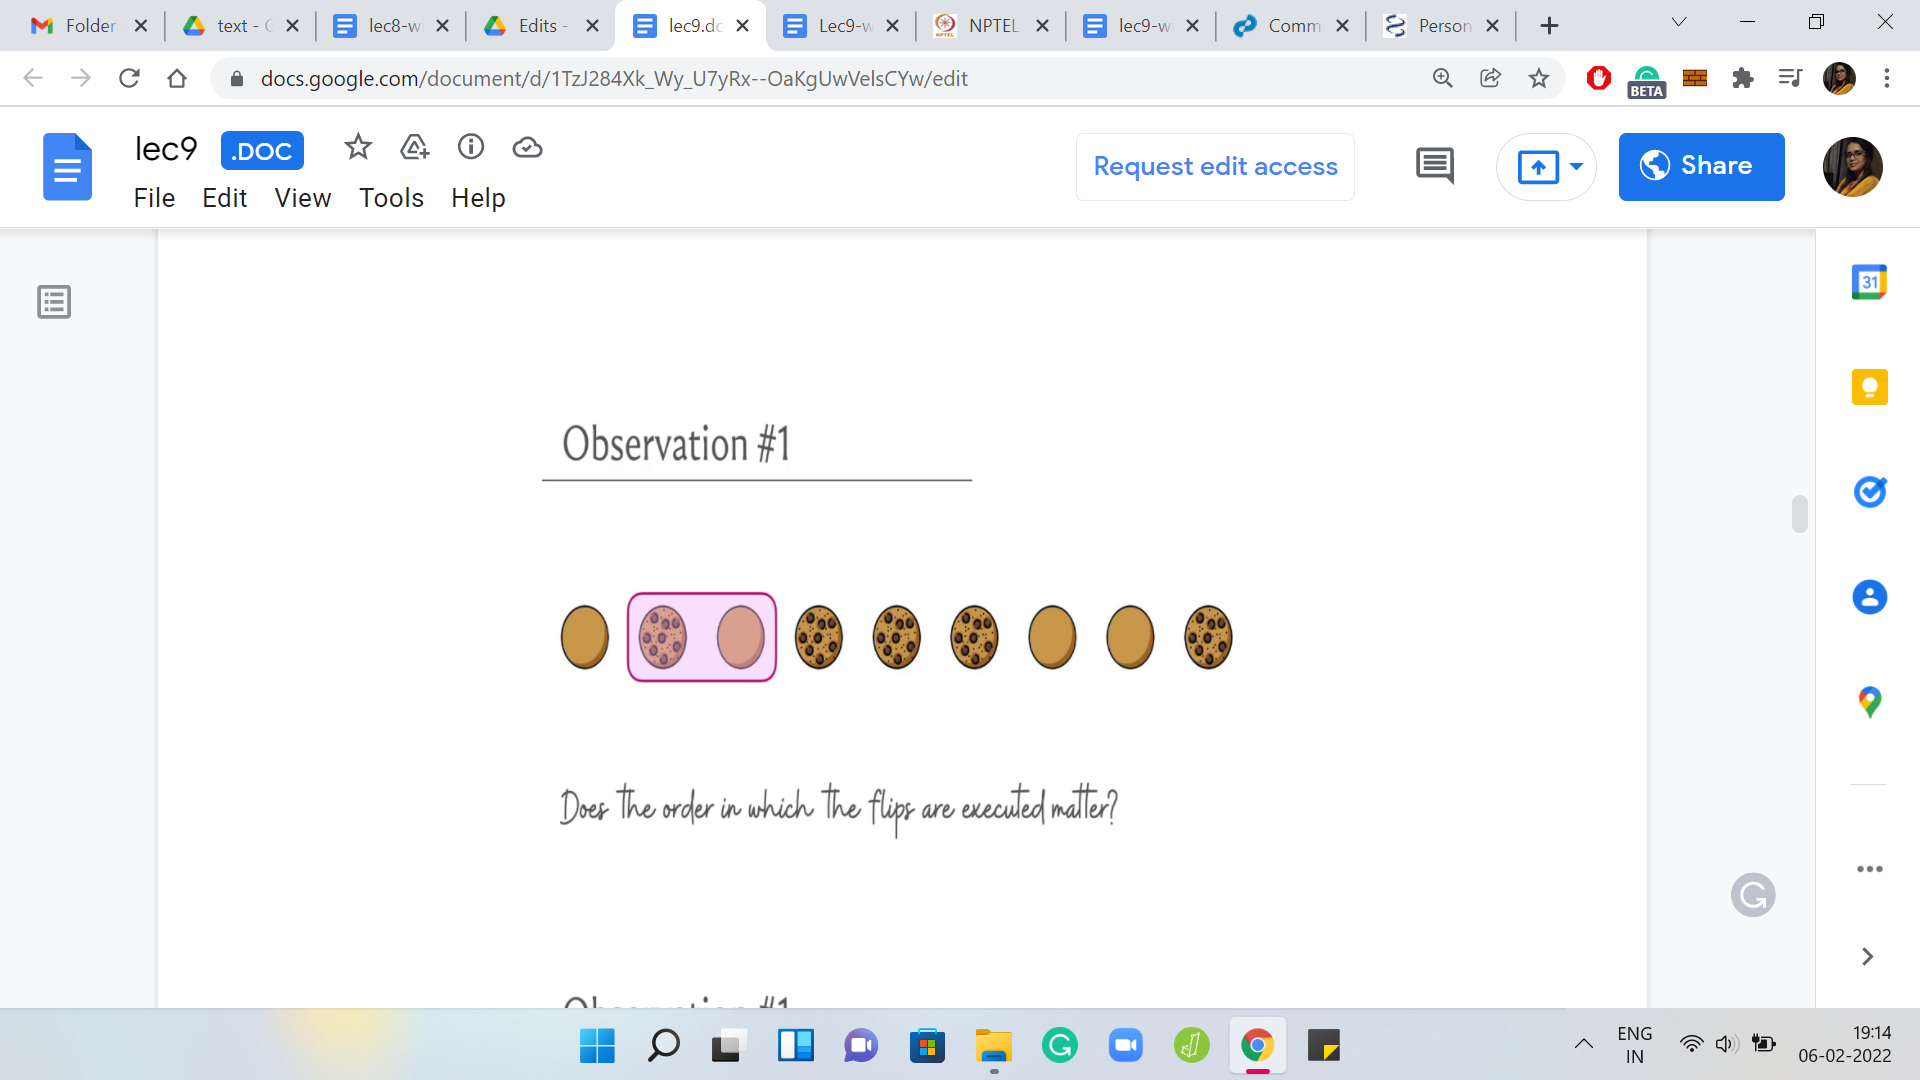 Folder
text - G
lec8-w
Edits -
lec9.dc
Lec9-w
NPTEL
lec9-w
Comm
Person
docs.google.com/document/d/1TzJ284Xk_Wy_U7yRx--OaKgUwVelsCYw/edit
BETA
lec9
.DOC
File Edit View Tools Help
Request edit access
Share
31
Observation #1
Does the order in which the flips are executed matter?
Observation #1
ENG
IN
19:14
06-02-2022